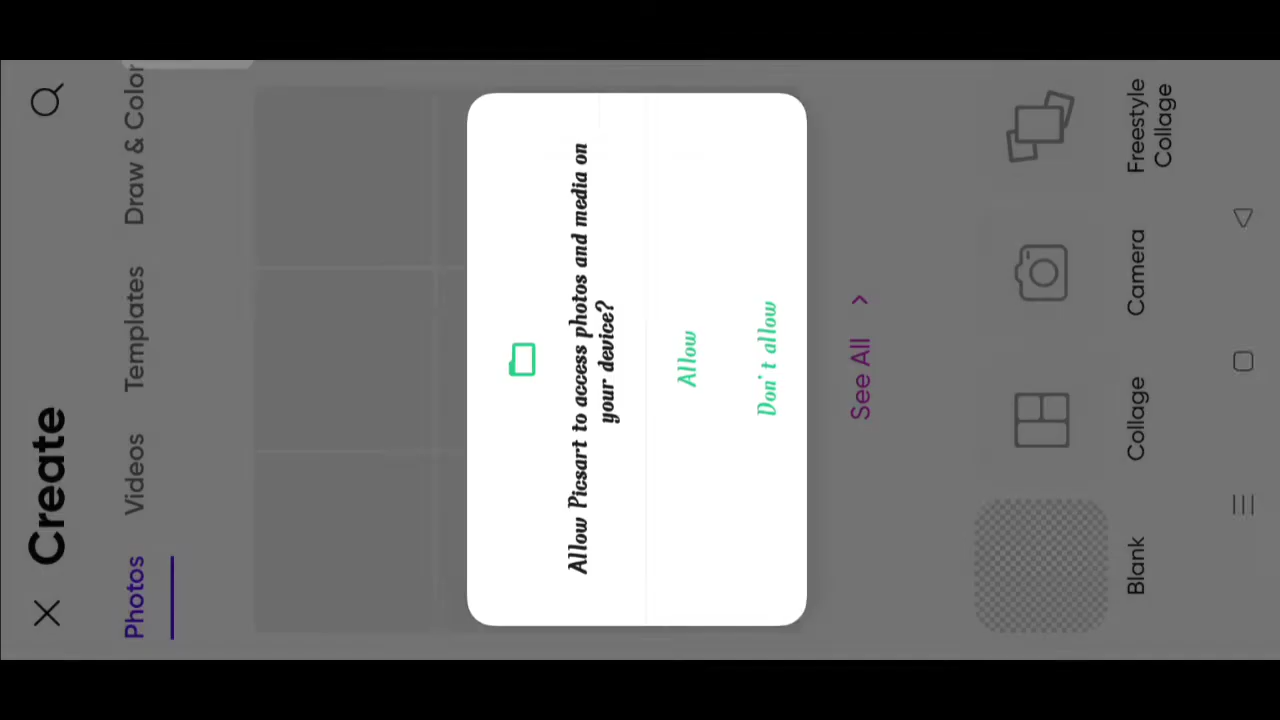 Create
Photos
Videos
Templates
Draw & Color
Allow Picsart to access photos and media on
your device?
Allow
Don't allow
See All
Blank
Collage
Camera
Freestyle
Collage